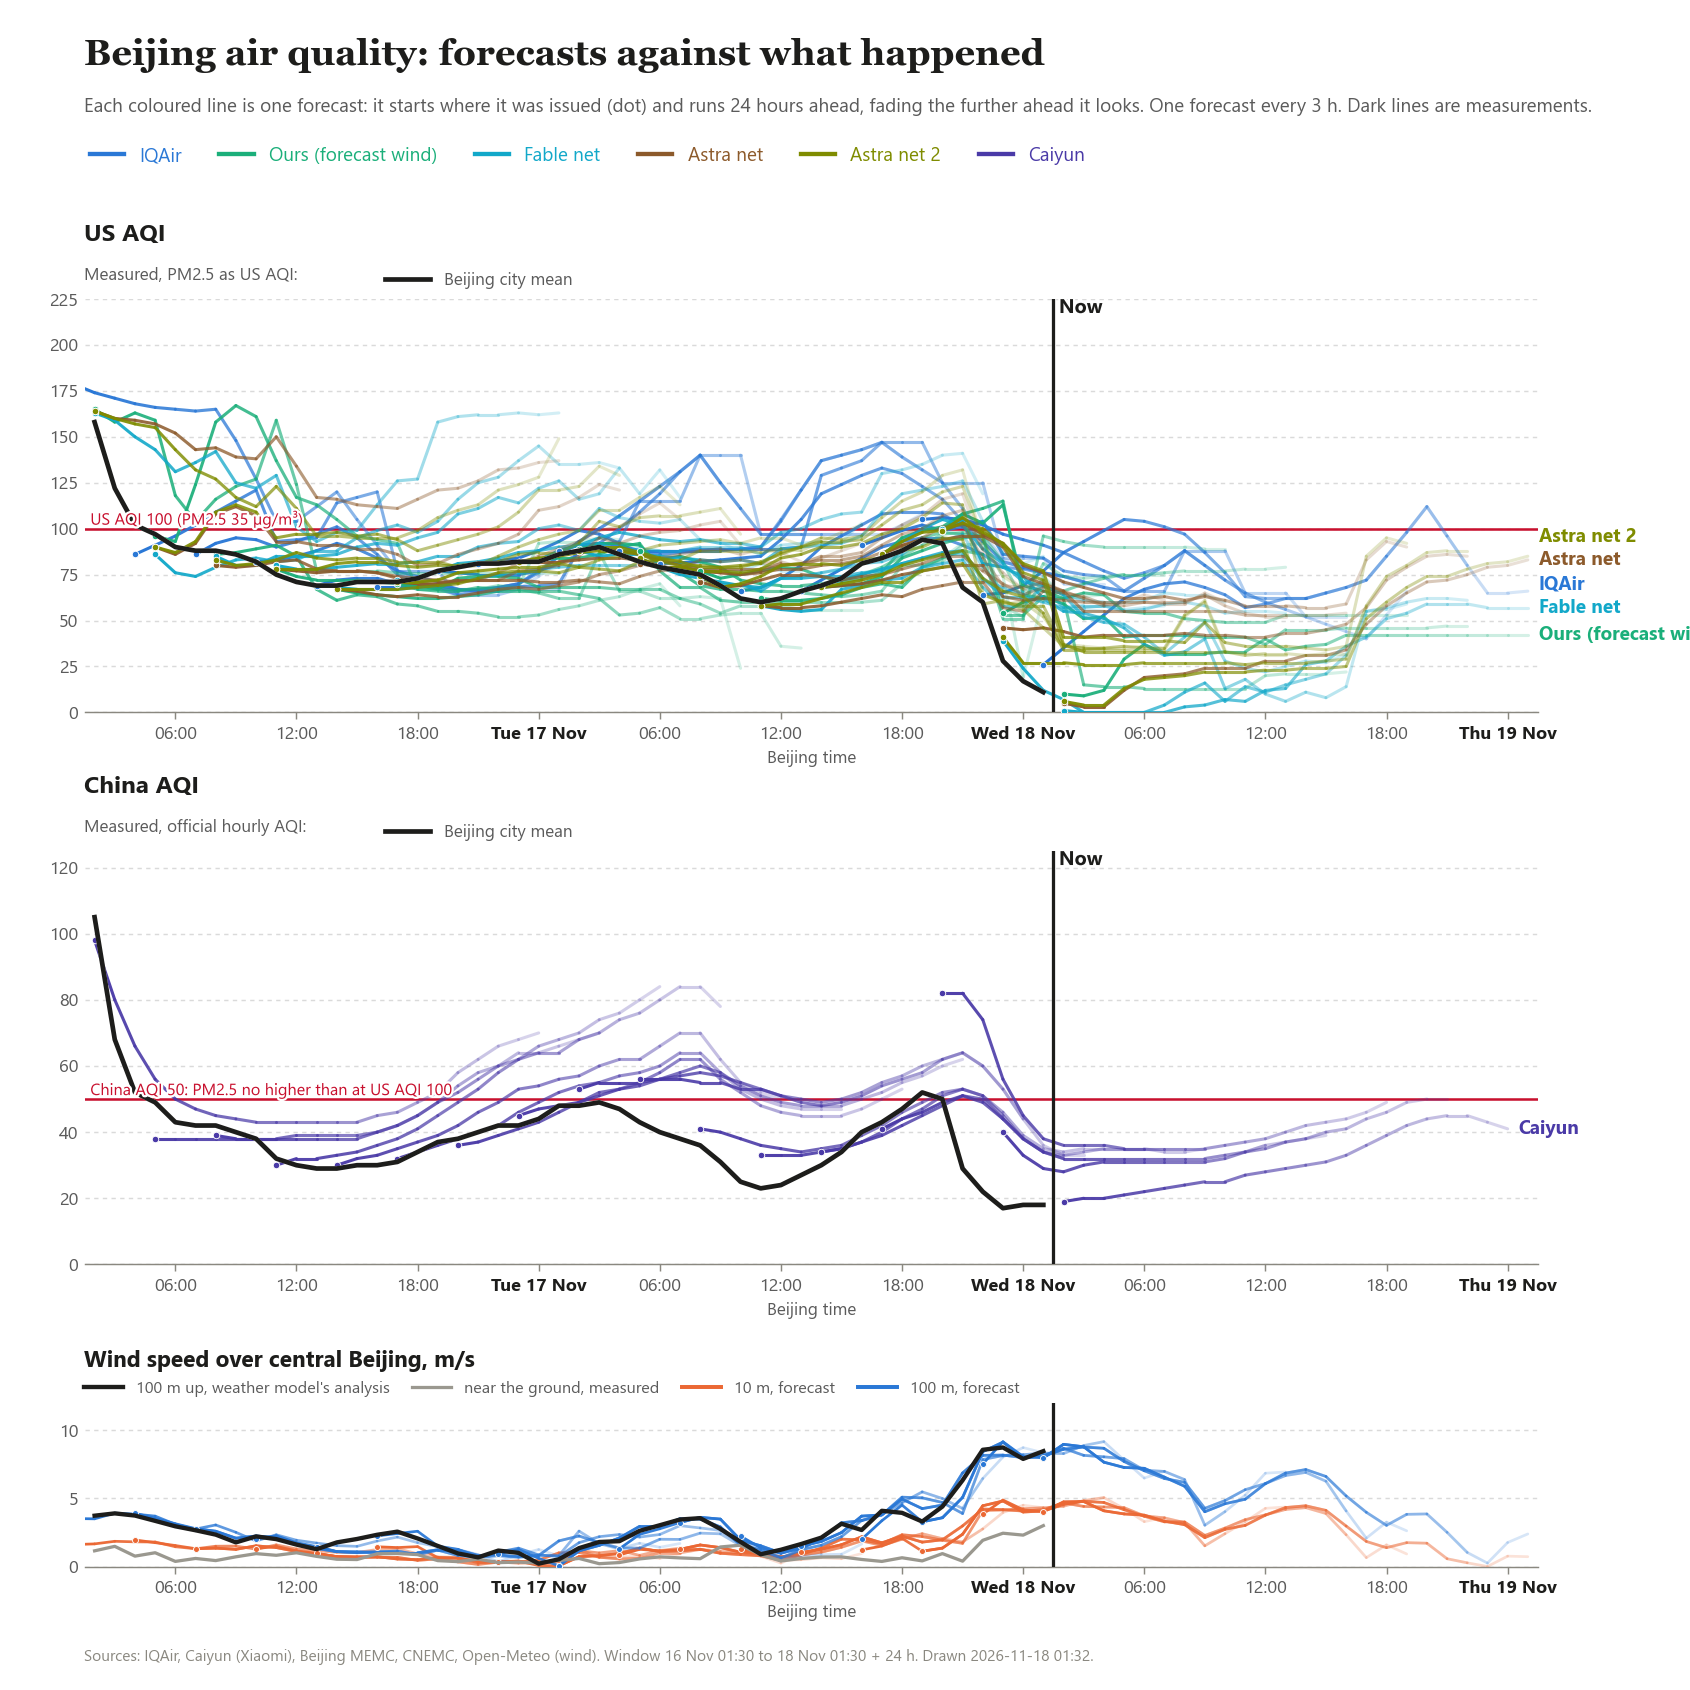 Beijing air quality: forecasts against what happened
Each coloured line is one forecast: it starts where it was issued (dot) and runs 24 hours ahead, fading the further ahead it looks. One forecast every 3 h. Dark lines are measurements.
IQAir Ours (forecast wind) Fable net Astra net Astra net 2 Caiyun
US AQI
Measured, PM2.5 as US AQI: Beijing city mean
225
Now
200
175
150
125
US AQI 100 (PM2.5 35 µg/m³)
100
Astra net 2
Astra net
75
IQAir
Fable net
50
Ours (forecast wi
25
0
06:00 12:00 18:00 Tue 17 Nov 06:00 12:00 18:00 Wed 18 Nov 06:00 12:00 18:00 Thu 19 Nov
Beijing time
China AQI
Measured, official hourly AQI: Beijing city mean
Now
120
100
80
60
China AQI 50: PM2.5 no higher than at US AQI 100
40
Caiyun
20
0
06:00 12:00 18:00 Tue 17 Nov 06:00 12:00 18:00 Wed 18 Nov 06:00 12:00 18:00 Thu 19 Nov
Beijing time
Wind speed over central Beijing, m/s
100 m up, weather model's analysis near the ground, measured 10 m, forecast 100 m, forecast
10
5
0
06:00 12:00 18:00 Tue 17 Nov 06:00 12:00 18:00 Wed 18 Nov 06:00 12:00 18:00 Thu 19 Nov
Beijing time
Sources: IQAir, Caiyun (Xiaomi), Beijing MEMC, CNEMC, Open-Meteo (wind). Window 16 Nov 01:30 to 18 Nov 01:30 + 24 h. Drawn 2026-11-18 01:32.